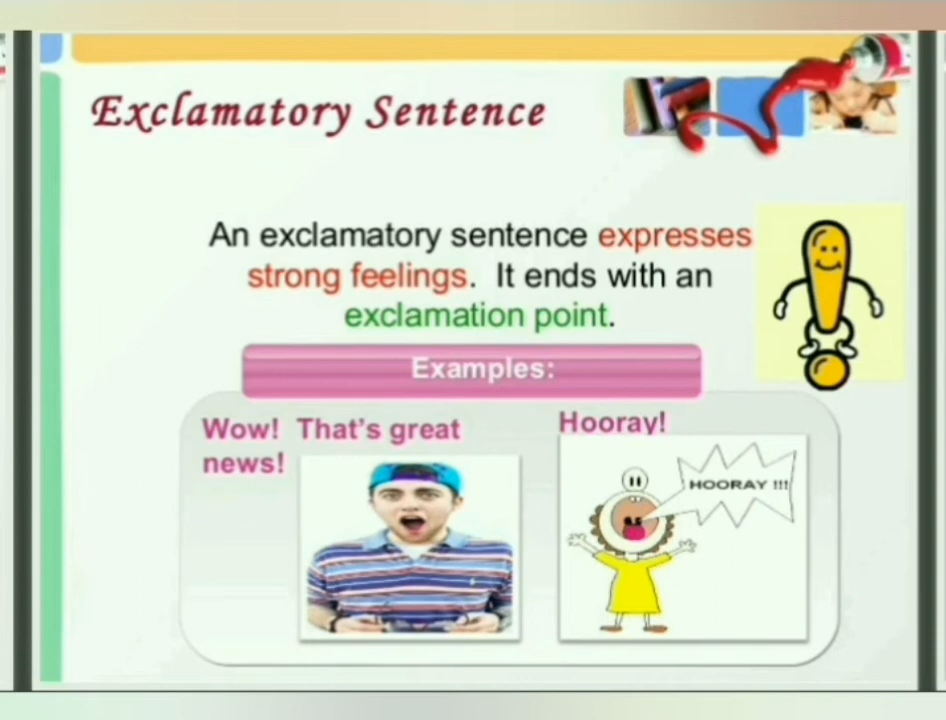 Exclamatory Sentence
An exclamatory sentence expresses
strong feelings. It ends with an
exclamation point.
Examples:
Wow! That's great
news!
Hooray!
HOORAY !!!